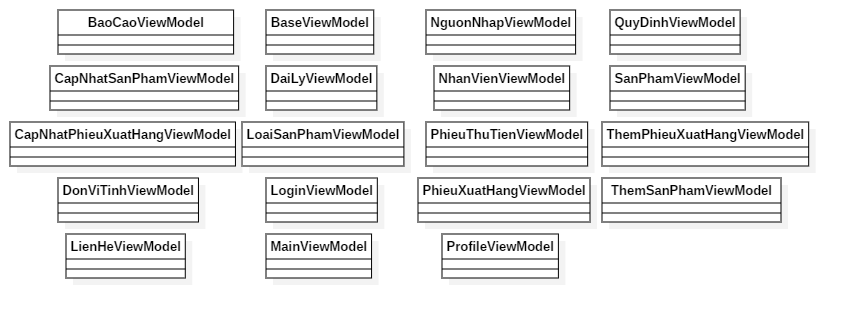 BaoCaoViewModel
BaseViewModel
NguonNhapViewModel
QuyDinhViewModel
CapNhatSanPhamViewModel
DaiLyViewModel
NhanVienViewModel
SanPhamViewModel
CapNhatPhieuXuatHangViewModel
LoaiSanPhamViewModel
PhieuThuTienViewModel
ThemPhieuXuatHangViewModel
DonViTinhViewModel
LoginViewModel
PhieuXuatHangViewModel
ThemSanPhamViewModel
LienHeViewModel
MainViewModel
ProfileViewModel